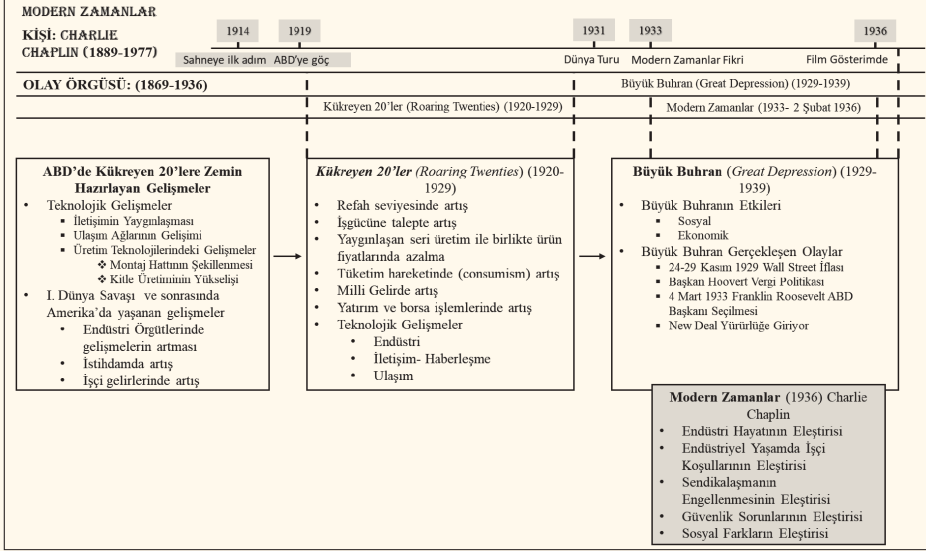 MODERN ZAMANLAR
KİŞİ: CHARLIE
CHAPLIN (1889-1977)
1914
1919
1931
1933
1936
Sahneye ilk adım
ABD'ye göç
Dünya Turu
Modern Zamanlar Fikri
Film Gösterimde
OLAY ÖRGÜSÜ: (1869-1936)
Büyük Buhran (Great Depression) (1929-1939)
Kükreyen 20'ler (Roaring Twenties) (1920-1929)
Modern Zamanlar (1933- 2 Şubat 1936)
ABD'de Kükreyen 20'lere Zemin
Hazırlayan Gelişmeler
• Teknolojik Gelişmeler
▪ İletişimin Yaygınlaşması
▪ Ulaşım Ağlarının Gelişimi
▪ Üretim Teknolojilerindeki Gelişmeler
❖ Montaj Hattının Şekillenmesi
❖ Kitle Üretiminin Yükselişi
• I. Dünya Savaşı ve sonrasında
Amerika'da yaşanan gelişmeler
• Endüstri Örgütlerinde
gelişmelerin artması
• İstihdamda artış
• İşçi gelirlerinde artış
Kükreyen 20'ler (Roaring Twenties) (1920-
1929)
• Refah seviyesinde artış
• İşgücüne talepte artış
• Yaygınlaşan seri üretim ile birlikte ürün
fiyatlarında azalma
• Tüketim hareketinde (consumism) artış
• Milli Gelirde artış
• Yatırım ve borsa işlemlerinde artış
• Teknolojik Gelişmeler
• Endüstri
• İletişim- Haberleşme
• Ulaşım
Büyük Buhran (Great Depression) (1929-
1939)
• Büyük Buhranın Etkileri
▪ Sosyal
▪ Ekonomik
• Büyük Buhran Gerçekleşen Olaylar
▪ 24-29 Kasım 1929 Wall Street İflası
▪ Başkan Hoovert Vergi Politikası
▪ 4 Mart 1933 Franklin Roosevelt ABD
Başkanı Seçilmesi
▪ New Deal Yürürlüğe Giriyor
Modern Zamanlar (1936) Charlie
Chaplin
• Endüstri Hayatının Eleştirisi
• Endüstriyel Yaşamda İşçi
Koşullarının Eleştirisi
• Sendikalaşmanın
Engellenmesinin Eleştirisi
• Güvenlik Sorunlarının Eleştirisi
• Sosyal Farkların Eleştirisi